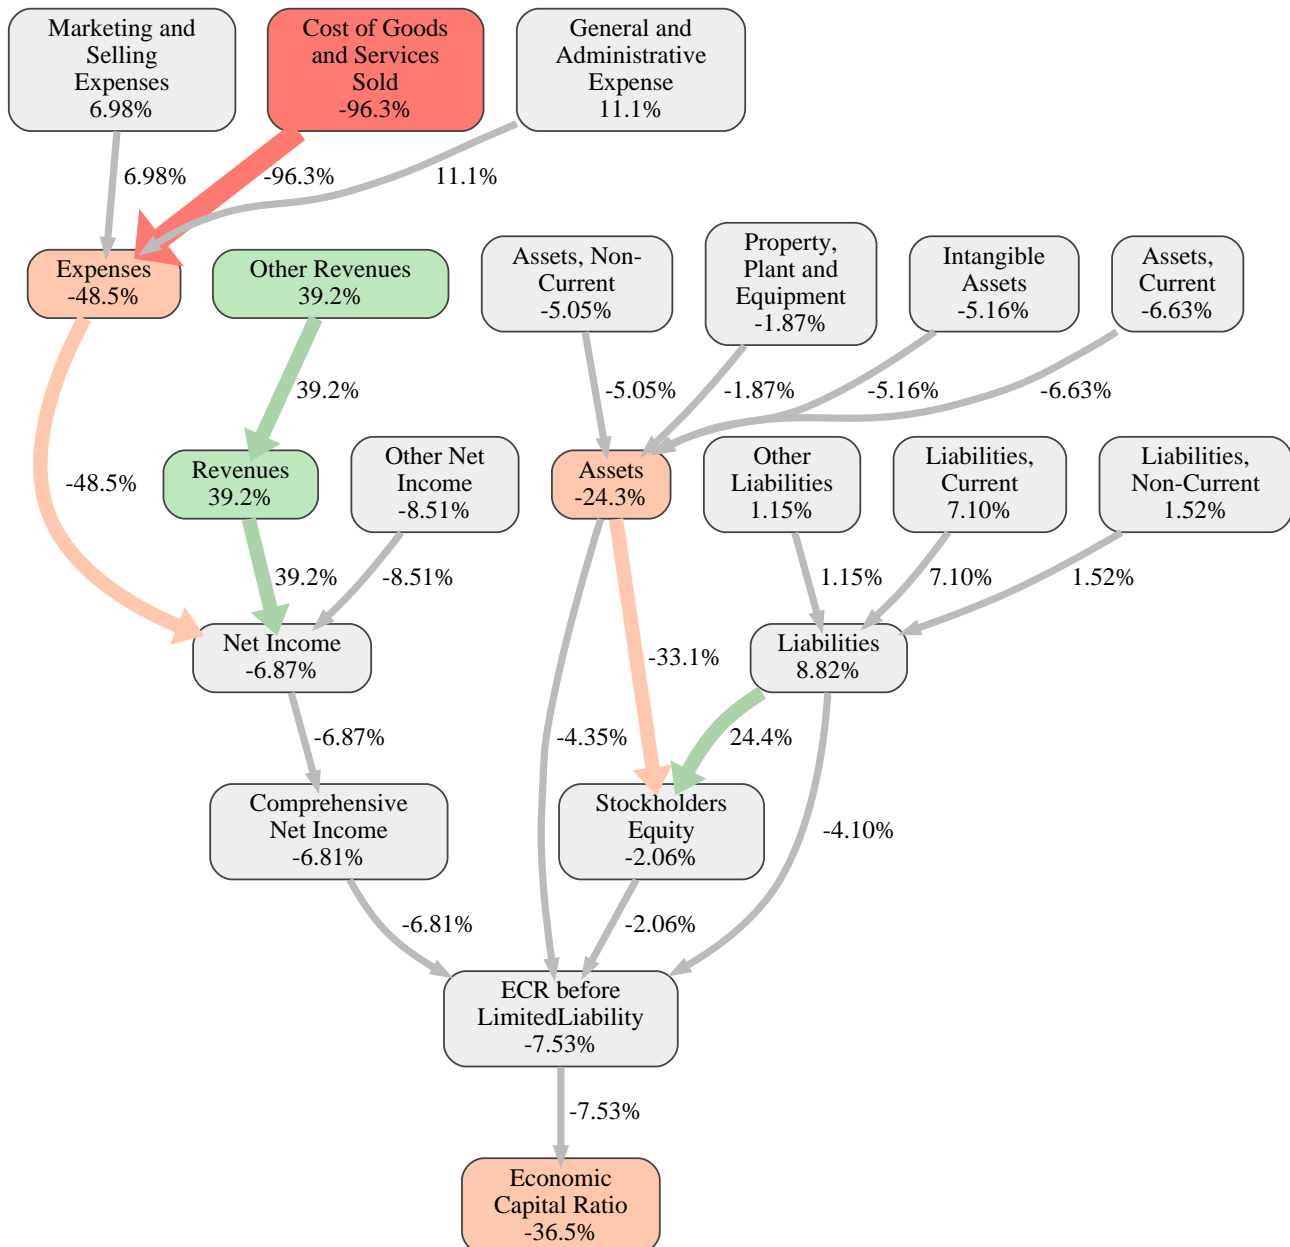 Marketing and
Selling
Expenses
6.98%
Cost of Goods
and Services
Sold
-96.3%
General and
Administrative
Expense
11.1%
6.98%
-96.3%
11.1%
Expenses
-48.5%
Other Revenues
39.2%
Assets, Non-
Current
-5.05%
Property,
Plant and
Equipment
-1.87%
Intangible
Assets
-5.16%
Assets,
Current
-6.63%
39.2%
-5.05%
-1.87%
-5.16%
-6.63%
-48.5%
Revenues
39.2%
Other Net
Income
-8.51%
Assets
-24.3%
Other
Liabilities
1.15%
Liabilities,
Current
7.10%
Liabilities,
Non-Current
1.52%
39.2%
-8.51%
1.15%
7.10%
1.52%
Net Income
-6.87%
-33.1%
Liabilities
8.82%
-6.87%
-4.35%
24.4%
Comprehensive
Net Income
-6.81%
Stockholders
Equity
-2.06%
-4.10%
-6.81%
-2.06%
ECR before
LimitedLiability
-7.53%
-7.53%
Economic
Capital Ratio
-36.5%